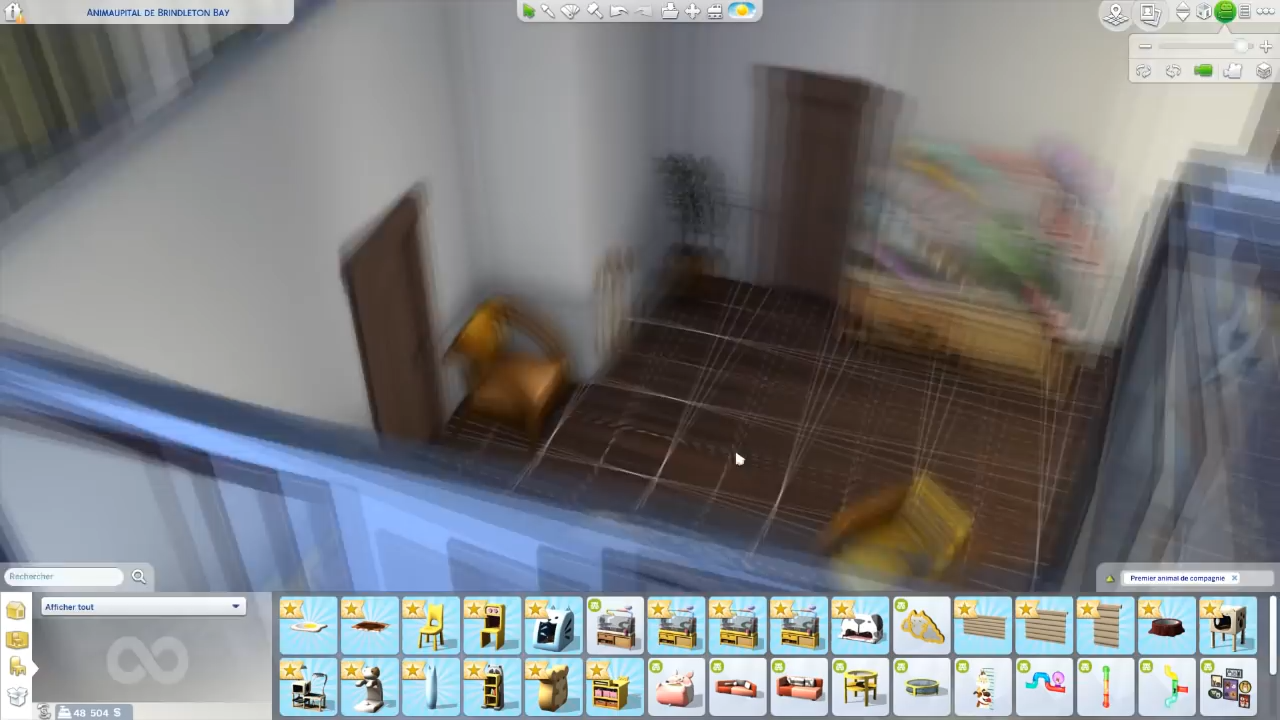 Animaupital de Brindleton Bay
Rechercher
Premier animal de compagnie
Afficher tout
48 504 $